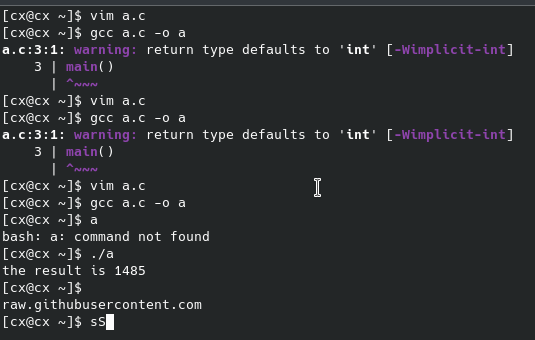 [cx@cx ~]$ vim a.c
[cx@cx ~]$ gcc a.c -o a
a.c:3:1: warning: return type defaults to 'int' [-Wimplicit-int]
    3 | main()
      | ^~~~
[cx@cx ~]$ vim a.c
[cx@cx ~]$ gcc a.c -o a
a.c:3:1: warning: return type defaults to 'int' [-Wimplicit-int]
    3 | main()
      | ^~~~
[cx@cx ~]$ vim a.c
[cx@cx ~]$ gcc a.c -o a
[cx@cx ~]$ a
bash: a: command not found
[cx@cx ~]$ ./a
the result is 1485
[cx@cx ~]$
raw.githubusercontent.com
[cx@cx ~]$ sS